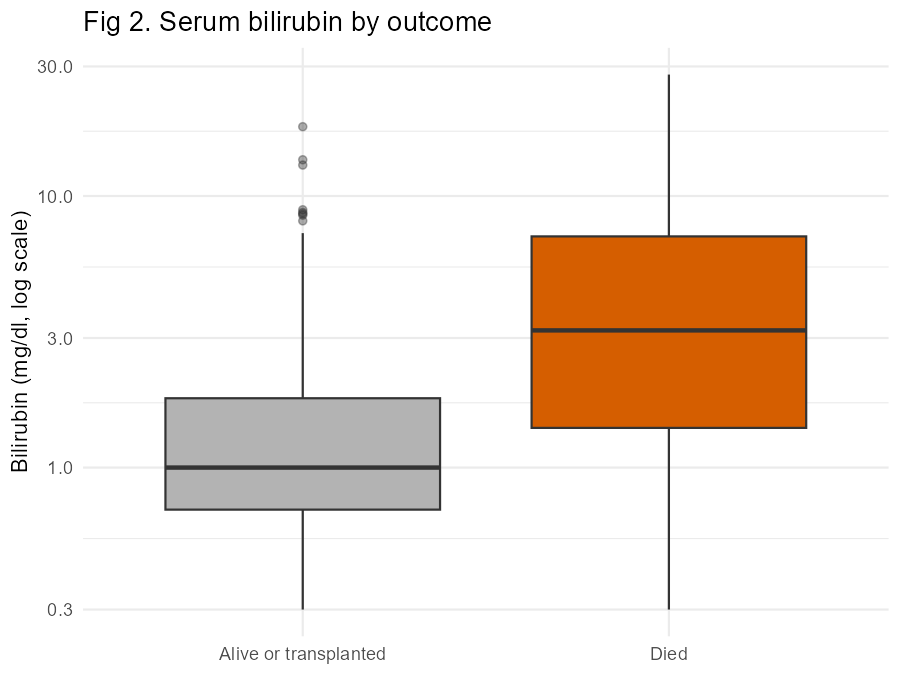 Fig 2. Serum bilirubin by outcome
Bilirubin (mg/dl, log scale)
30.0
10.0
3.0
1.0
0.3
Alive or transplanted
Died